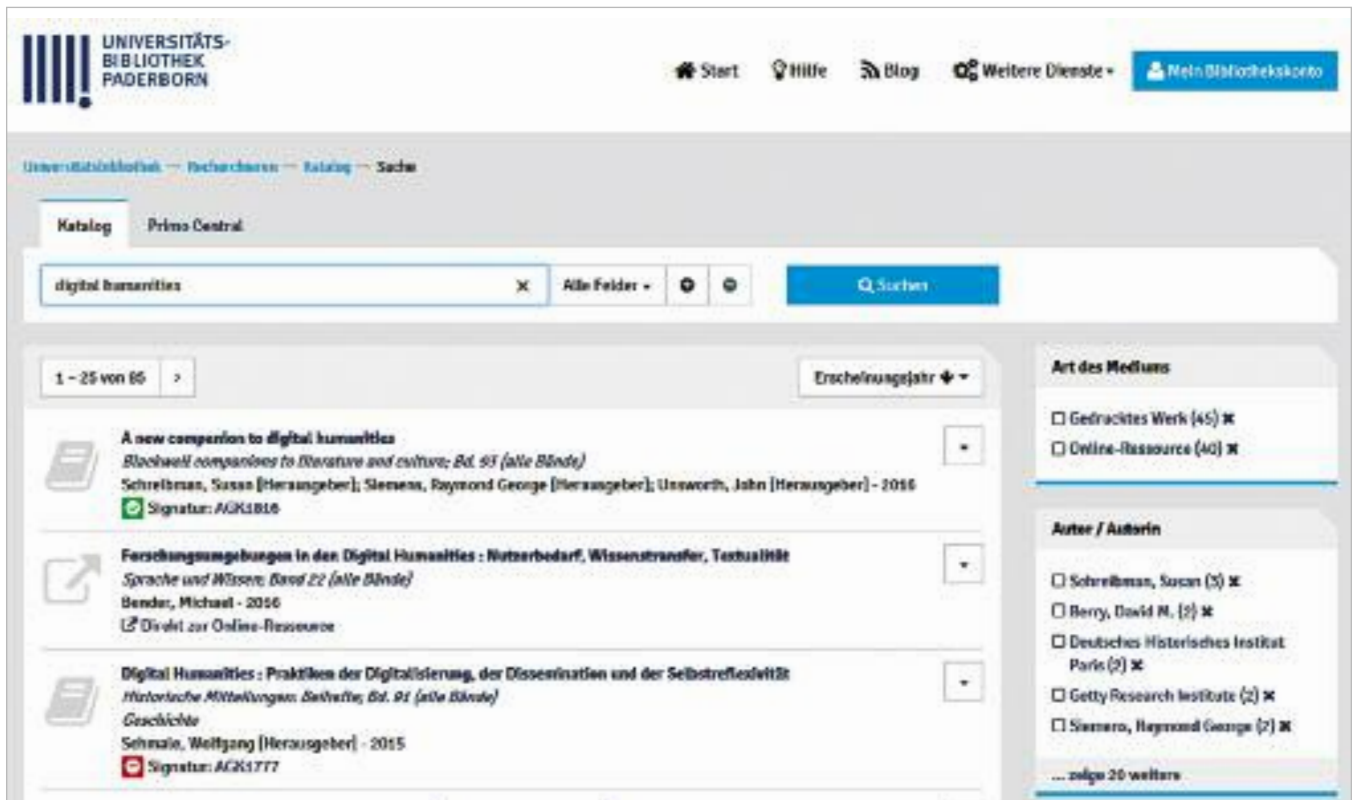 UNIVERSITÄTS-
BIBLIOTHEK
PADERBORN
Start Hilfe Blog Weitere Dienste Mein Bibliothekskonto
Universitätsbibliothek — Recherchieren — Katalog — Suche
Katalog Primo Central
digital humanities Alle Felder Suchen
1 – 25 von 85
Erscheinungsjahr
A new companion to digital humanities
Blackwell companions to literature and culture; Bd. 93 (alle Bände)
Schreibman, Susan [Herausgeber]; Siemens, Raymond George [Herausgeber]; Unsworth, John [Herausgeber] - 2016
Signatur: AGK1816
Forschungsumgebungen in den Digital Humanities : Nutzerbedarf, Wissenstransfer, Textualität
Sprache und Wissen; Band 22 (alle Bände)
Bender, Michael - 2016
Direkt zur Online-Ressource
Digital Humanities : Praktiken der Digitalisierung, der Dissemination und der Selbstreflexivität
Historische Mitteilungen: Beihefte; Bd. 91 (alle Bände)
Geschichte
Schmale, Wolfgang [Herausgeber] - 2015
Signatur: AGK1777
Art des Mediums
Gedrucktes Werk (45)
Online-Ressource (40)
Autor / Autorin
Schreibman, Susan (3)
Berry, David M. (2)
Deutsches Historisches Institut
Paris (2)
Getty Research Institute (2)
Siemens, Raymond George (2)
... zeige 20 weitere